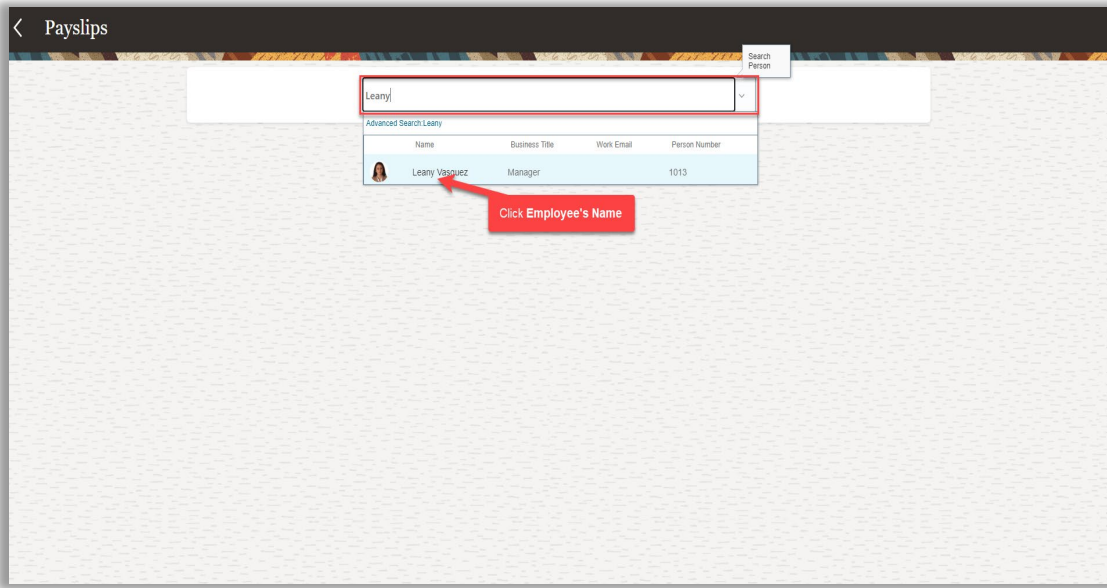 Payslips
Search
Person
Leany
Advanced Search:Leany
Name Business Title Work Email Person Number
Leany Vasquez Manager 1013
Click Employee's Name